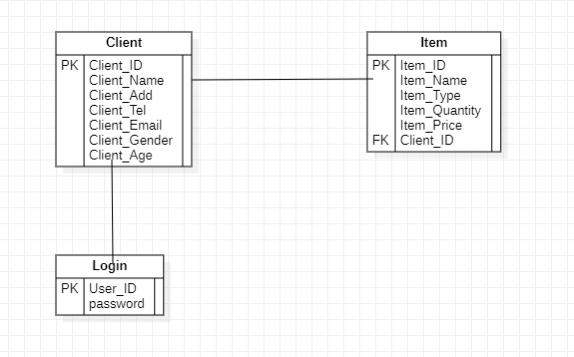 Client
PK Client_ID
Client_Name
Client_Add
Client_Tel
Client_Email
Client_Gender
Client_Age
Item
PK Item_ID
Item_Name
Item_Type
Item_Quantity
Item_Price
FK Client_ID
Login
PK User_ID
password